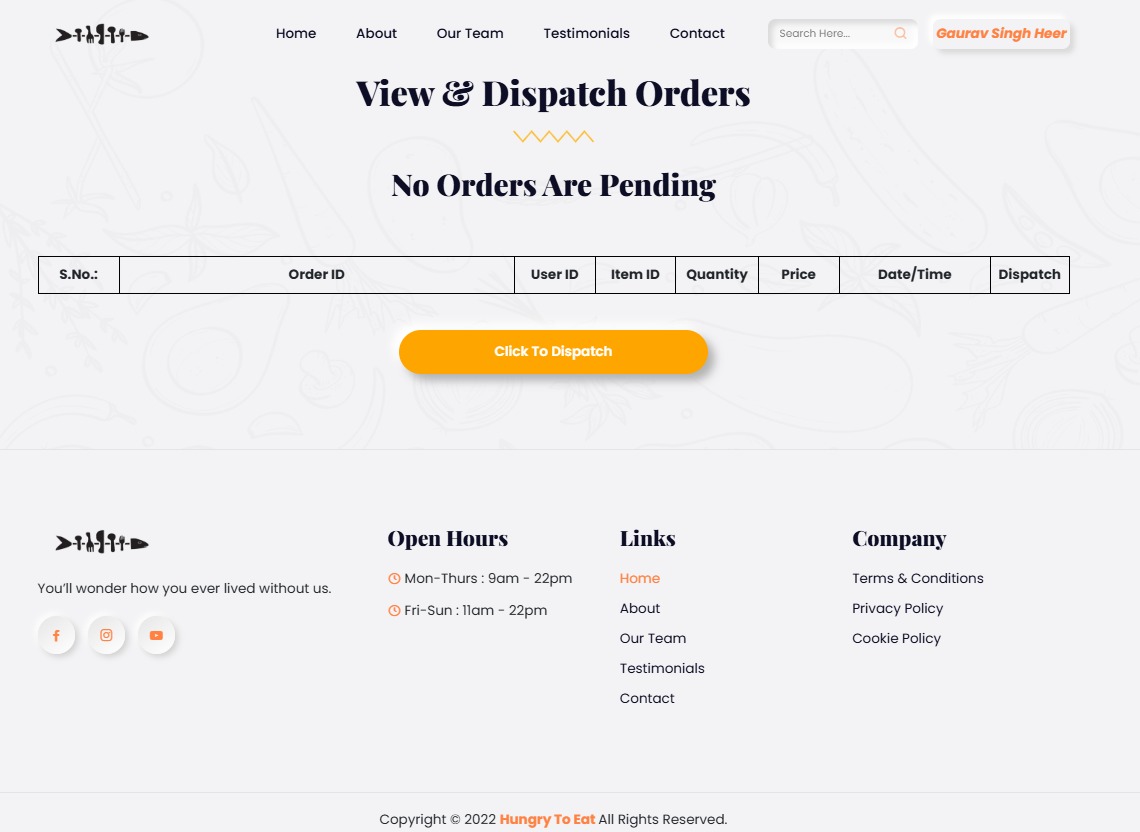 Home About Our Team Testimonials Contact Search Here... Gaurav Singh Heer
View & Dispatch Orders
No Orders Are Pending
S.No.: Order ID User ID Item ID Quantity Price Date/Time Dispatch
Click To Dispatch
You'll wonder how you ever lived without us.
Open Hours
Mon-Thurs : 9am - 22pm
Fri-Sun : 11am - 22pm
Links
Home
About
Our Team
Testimonials
Contact
Company
Terms & Conditions
Privacy Policy
Cookie Policy
Copyright © 2022 Hungry To Eat All Rights Reserved.